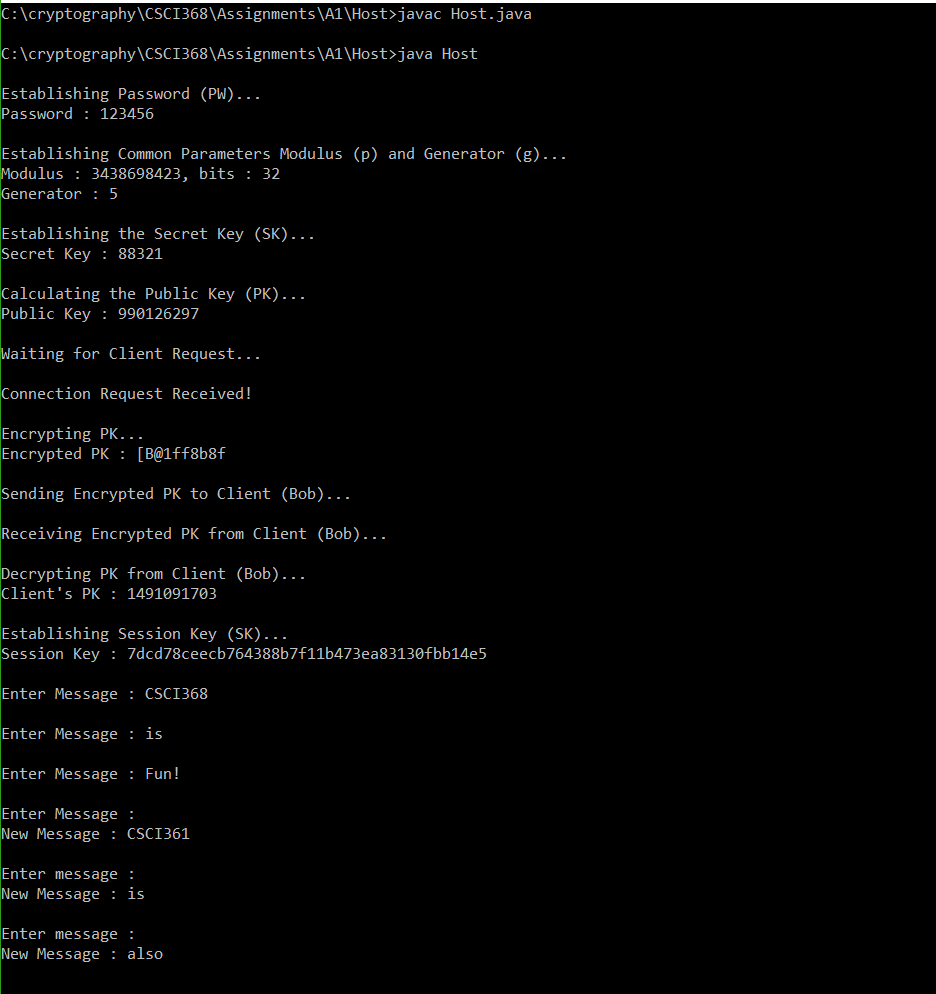 C:\cryptography\CSCI368\Assignments\A1\Host>javac Host.java
C:\cryptography\CSCI368\Assignments\A1\Host>java Host
Establishing Password (PW)...
Password : 123456
Establishing Common Parameters Modulus (p) and Generator (g)...
Modulus : 3438698423, bits : 32
Generator : 5
Establishing the Secret Key (SK)...
Secret Key : 88321
Calculating the Public Key (PK)...
Public Key : 990126297
Waiting for Client Request...
Connection Request Received!
Encrypting PK...
Encrypted PK : [B@1ff8b8f
Sending Encrypted PK to Client (Bob)...
Receiving Encrypted PK from Client (Bob)...
Decrypting PK from Client (Bob)...
Client's PK : 1491091703
Establishing Session Key (SK)...
Session Key : 7dcd78ceecb764388b7f11b473ea83130fbb14e5
Enter Message : CSCI368
Enter Message : is
Enter Message : Fun!
Enter Message :
New Message : CSCI361
Enter message :
New Message : is
Enter message :
New Message : also